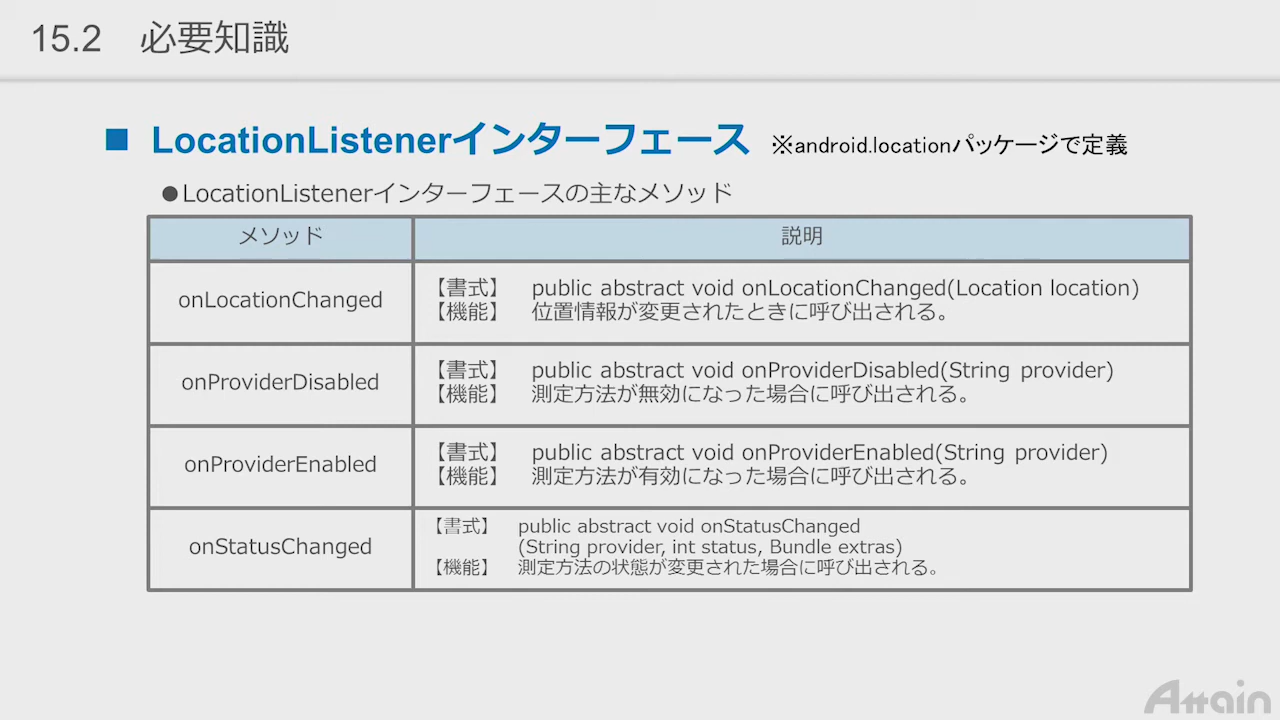 15.2 必要知識
■ LocationListenerインターフェース ※android.locationパッケージで定義
●LocationListenerインターフェースの主なメソッド
メソッド 説明
onLocationChanged
【書式】 public abstract void onLocationChanged(Location location)
【機能】 位置情報が変更されたときに呼び出される。
onProviderDisabled
【書式】 public abstract void onProviderDisabled(String provider)
【機能】 測定方法が無効になった場合に呼び出される。
onProviderEnabled
【書式】 public abstract void onProviderEnabled(String provider)
【機能】 測定方法が有効になった場合に呼び出される。
onStatusChanged
【書式】 public abstract void onStatusChanged
(String provider, int status, Bundle extras)
【機能】 測定方法の状態が変更された場合に呼び出される。
Attain